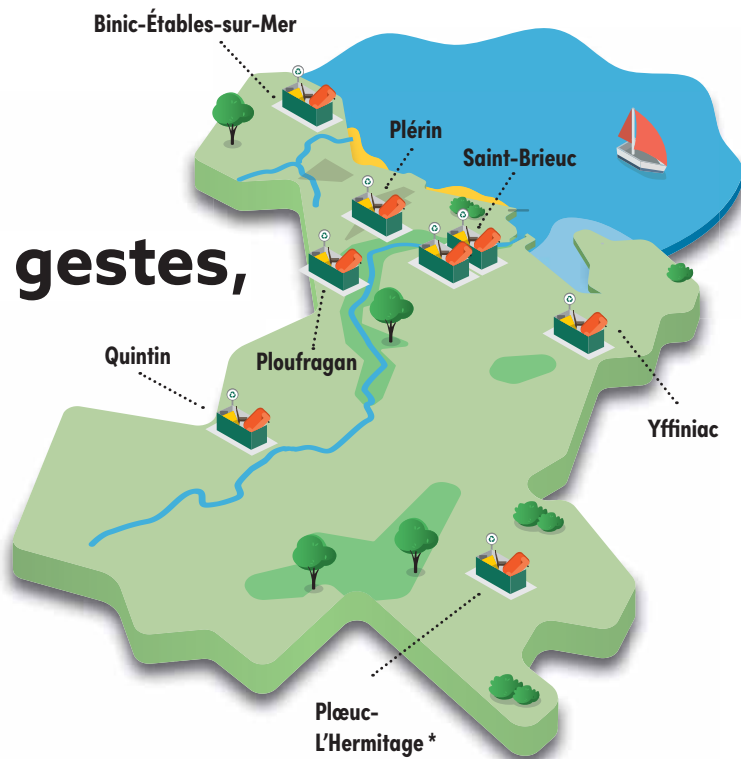 Binic-Étables-sur-Mer
Plérin
Saint-Brieuc
gestes,
Quintin
Ploufragan
Yffiniac
Plœuc-
L'Hermitage *